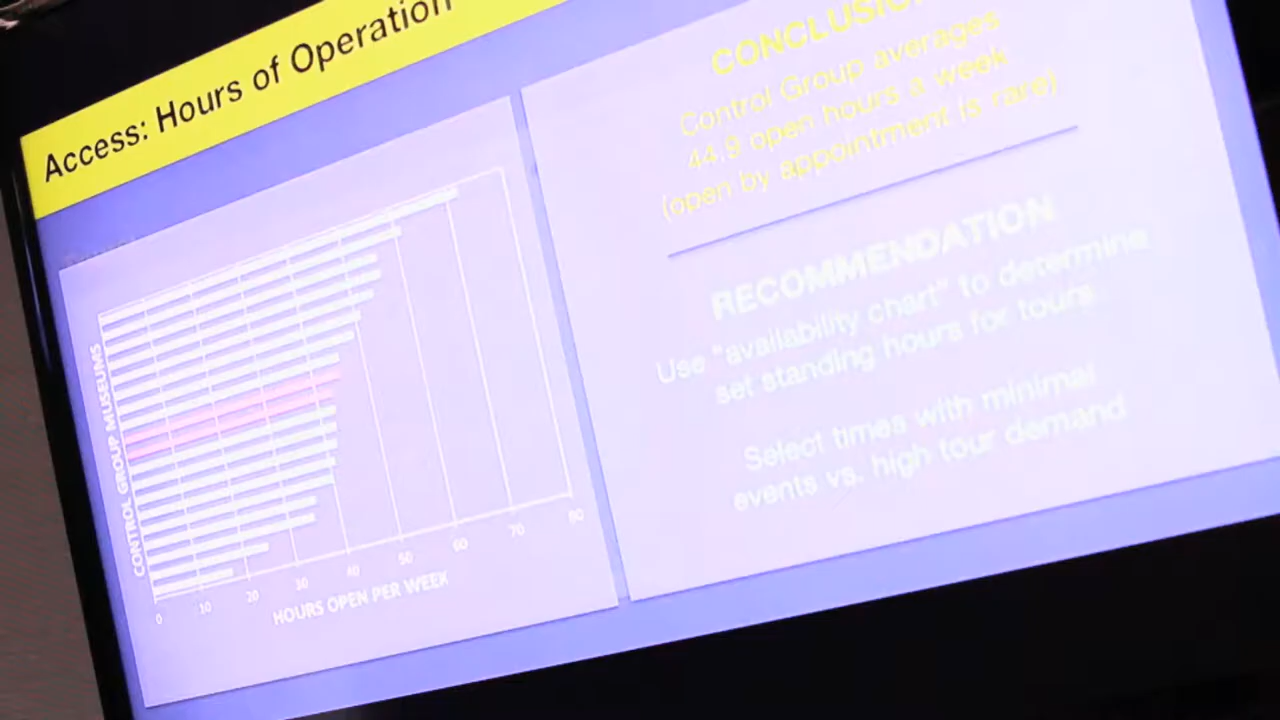 Access: Hours of Operation
CONTROL GROUP MUSEUMS
0 10 20 30 40 50 60 70 80
HOURS OPEN PER WEEK
CONCLUSION
Control Group averages
44.9 open hours a week
(open by appointment is rare)
RECOMMENDATION
Use "availability chart" to determine
set standing hours for tours
Select times with minimal
events vs. high tour demand